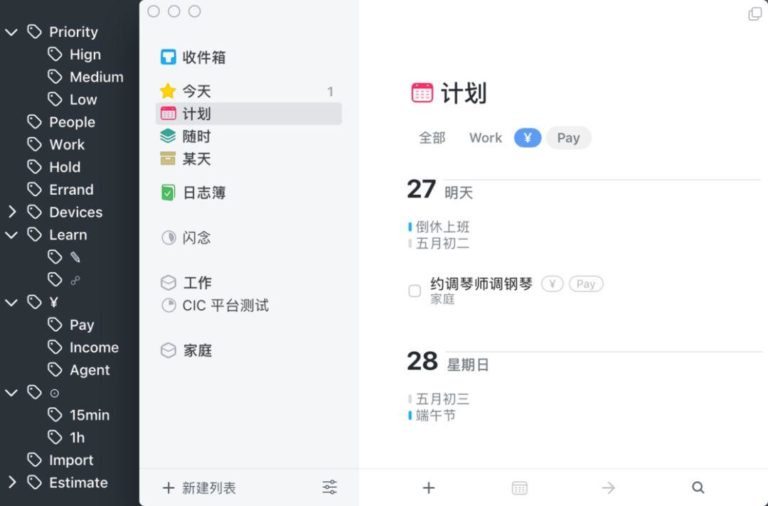 Priority
Hign
Medium
Low
People
Work
Hold
Errand
Devices
Learn
¥
Pay
Income
Agent
15min
1h
Import
Estimate
收件箱
今天 1
计划
随时
某天
日志簿
闪念
工作
CIC 平台测试
家庭
新建列表
计划
全部 Work ¥ Pay
27 明天
倒休上班
五月初二
约调琴师调钢琴 ¥ Pay
家庭
28 星期日
五月初三
端午节